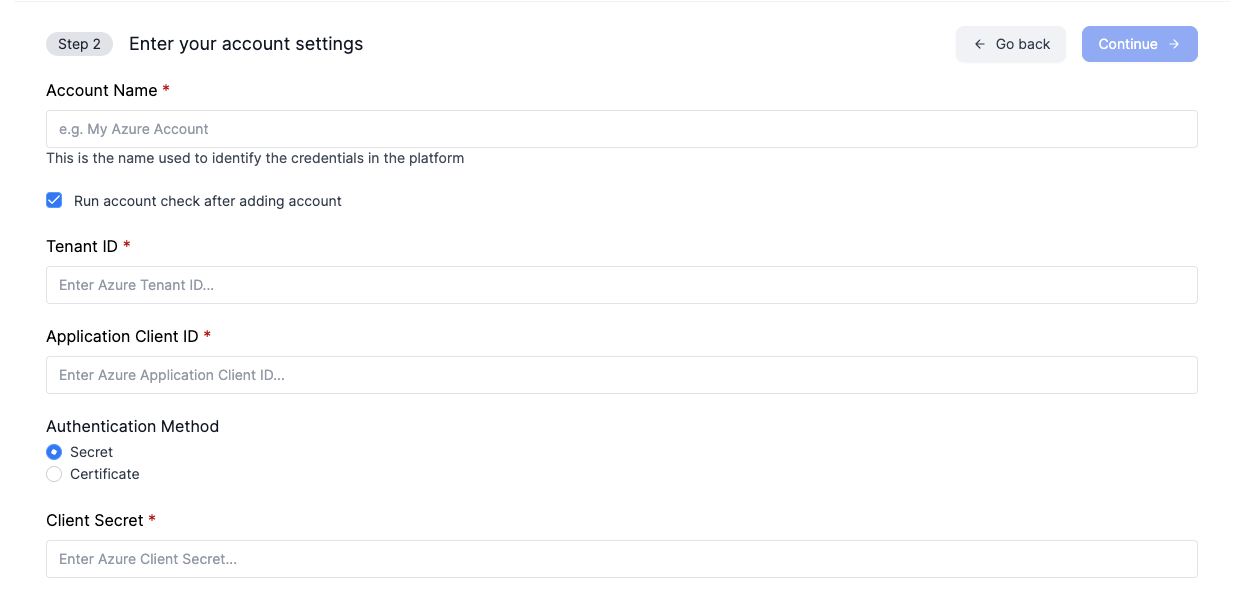 Step 2 Enter your account settings Go back Continue
Account Name *
e.g. My Azure Account
This is the name used to identify the credentials in the platform
Run account check after adding account
Tenant ID *
Enter Azure Tenant ID...
Application Client ID *
Enter Azure Application Client ID...
Authentication Method
Secret
Certificate
Client Secret *
Enter Azure Client Secret...